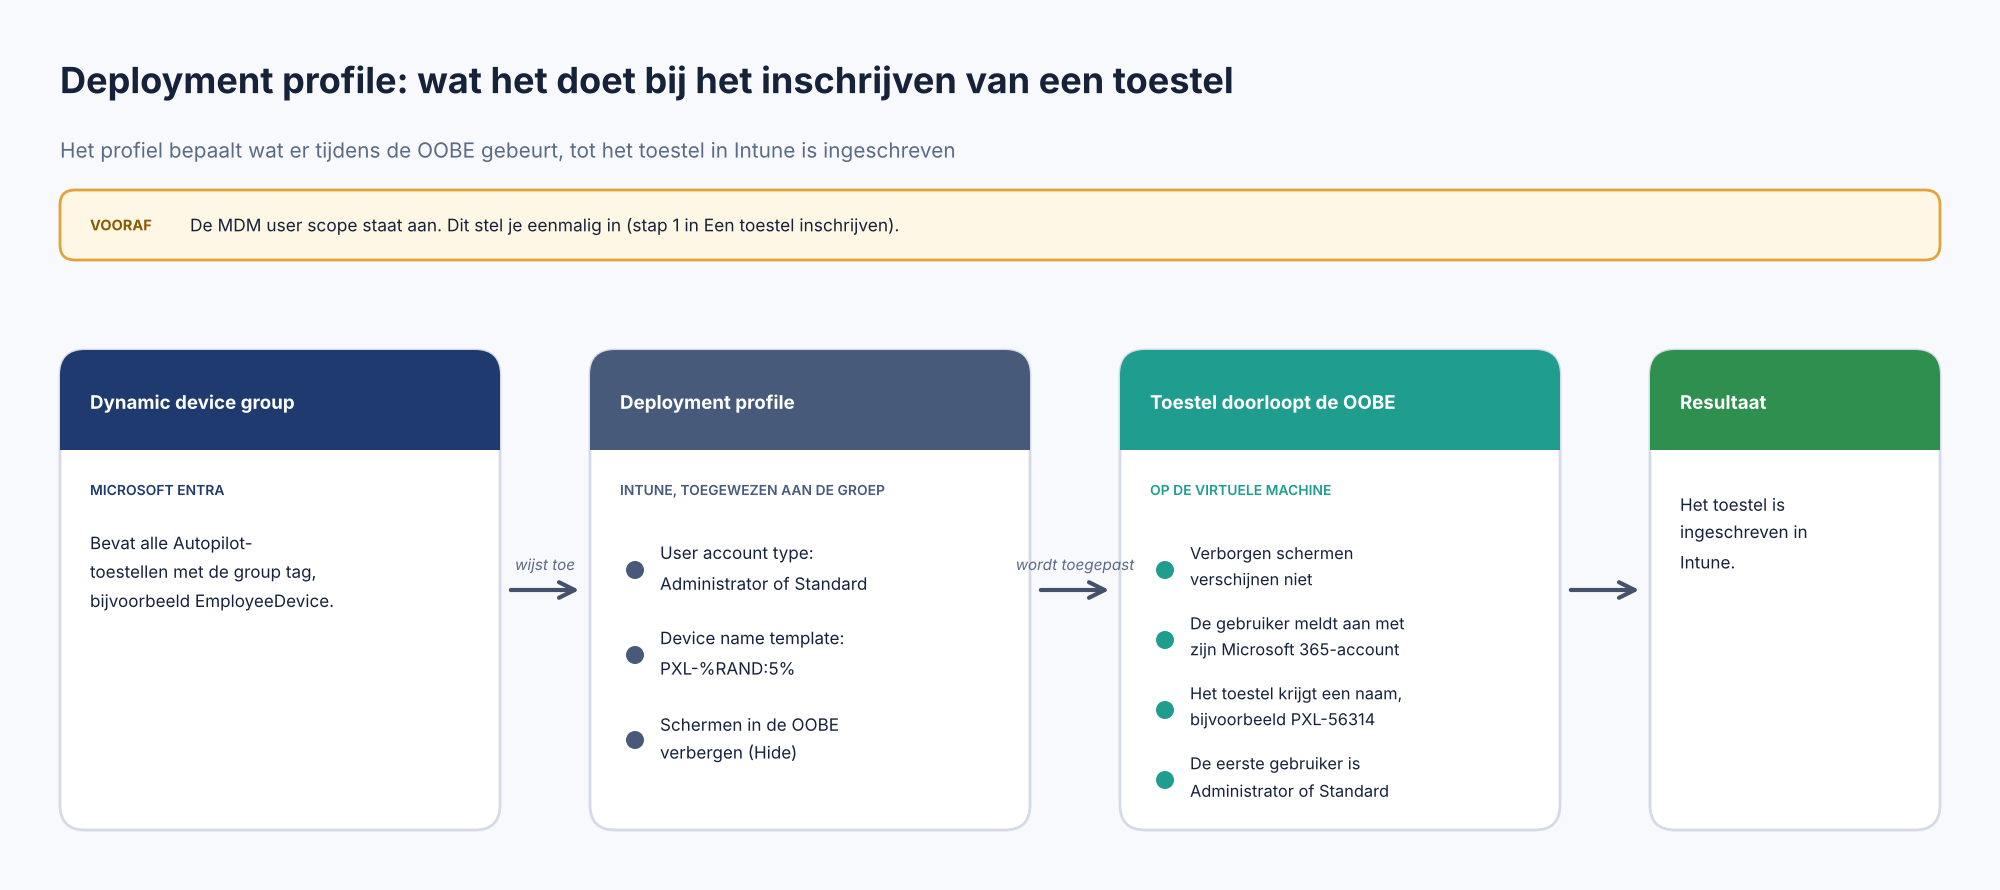 Deployment profile: wat het doet bij het inschrijven van een toestel
Het profiel bepaalt wat er tijdens de OOBE gebeurt, tot het toestel in Intune is ingeschreven
VOORAF De MDM user scope staat aan. Dit stel je eenmalig in (stap 1 in Een toestel inschrijven).
Dynamic device group
MICROSOFT ENTRA
Bevat alle Autopilot-
toestellen met de group tag,
bijvoorbeeld EmployeeDevice.
wijst toe
Deployment profile
INTUNE, TOEGEWEZEN AAN DE GROEP
User account type:
Administrator of Standard
Device name template:
PXL-%RAND:5%
Schermen in de OOBE
verbergen (Hide)
wordt toegepast
Toestel doorloopt de OOBE
OP DE VIRTUELE MACHINE
Verborgen schermen
verschijnen niet
De gebruiker meldt aan met
zijn Microsoft 365-account
Het toestel krijgt een naam,
bijvoorbeeld PXL-56314
De eerste gebruiker is
Administrator of Standard
Resultaat
Het toestel is
ingeschreven in
Intune.